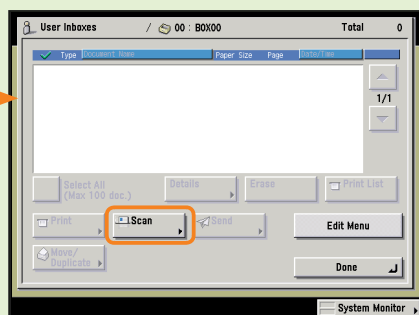 User Inboxes / 00 : BOX00 Total 0
Type Document Name Paper Size Page Date/Time
1/1
Select All
(Max 100 doc.)
Details
Erase
Print List
Print
Scan
Send
Edit Menu
Move/
Duplicate
Done
System Monitor